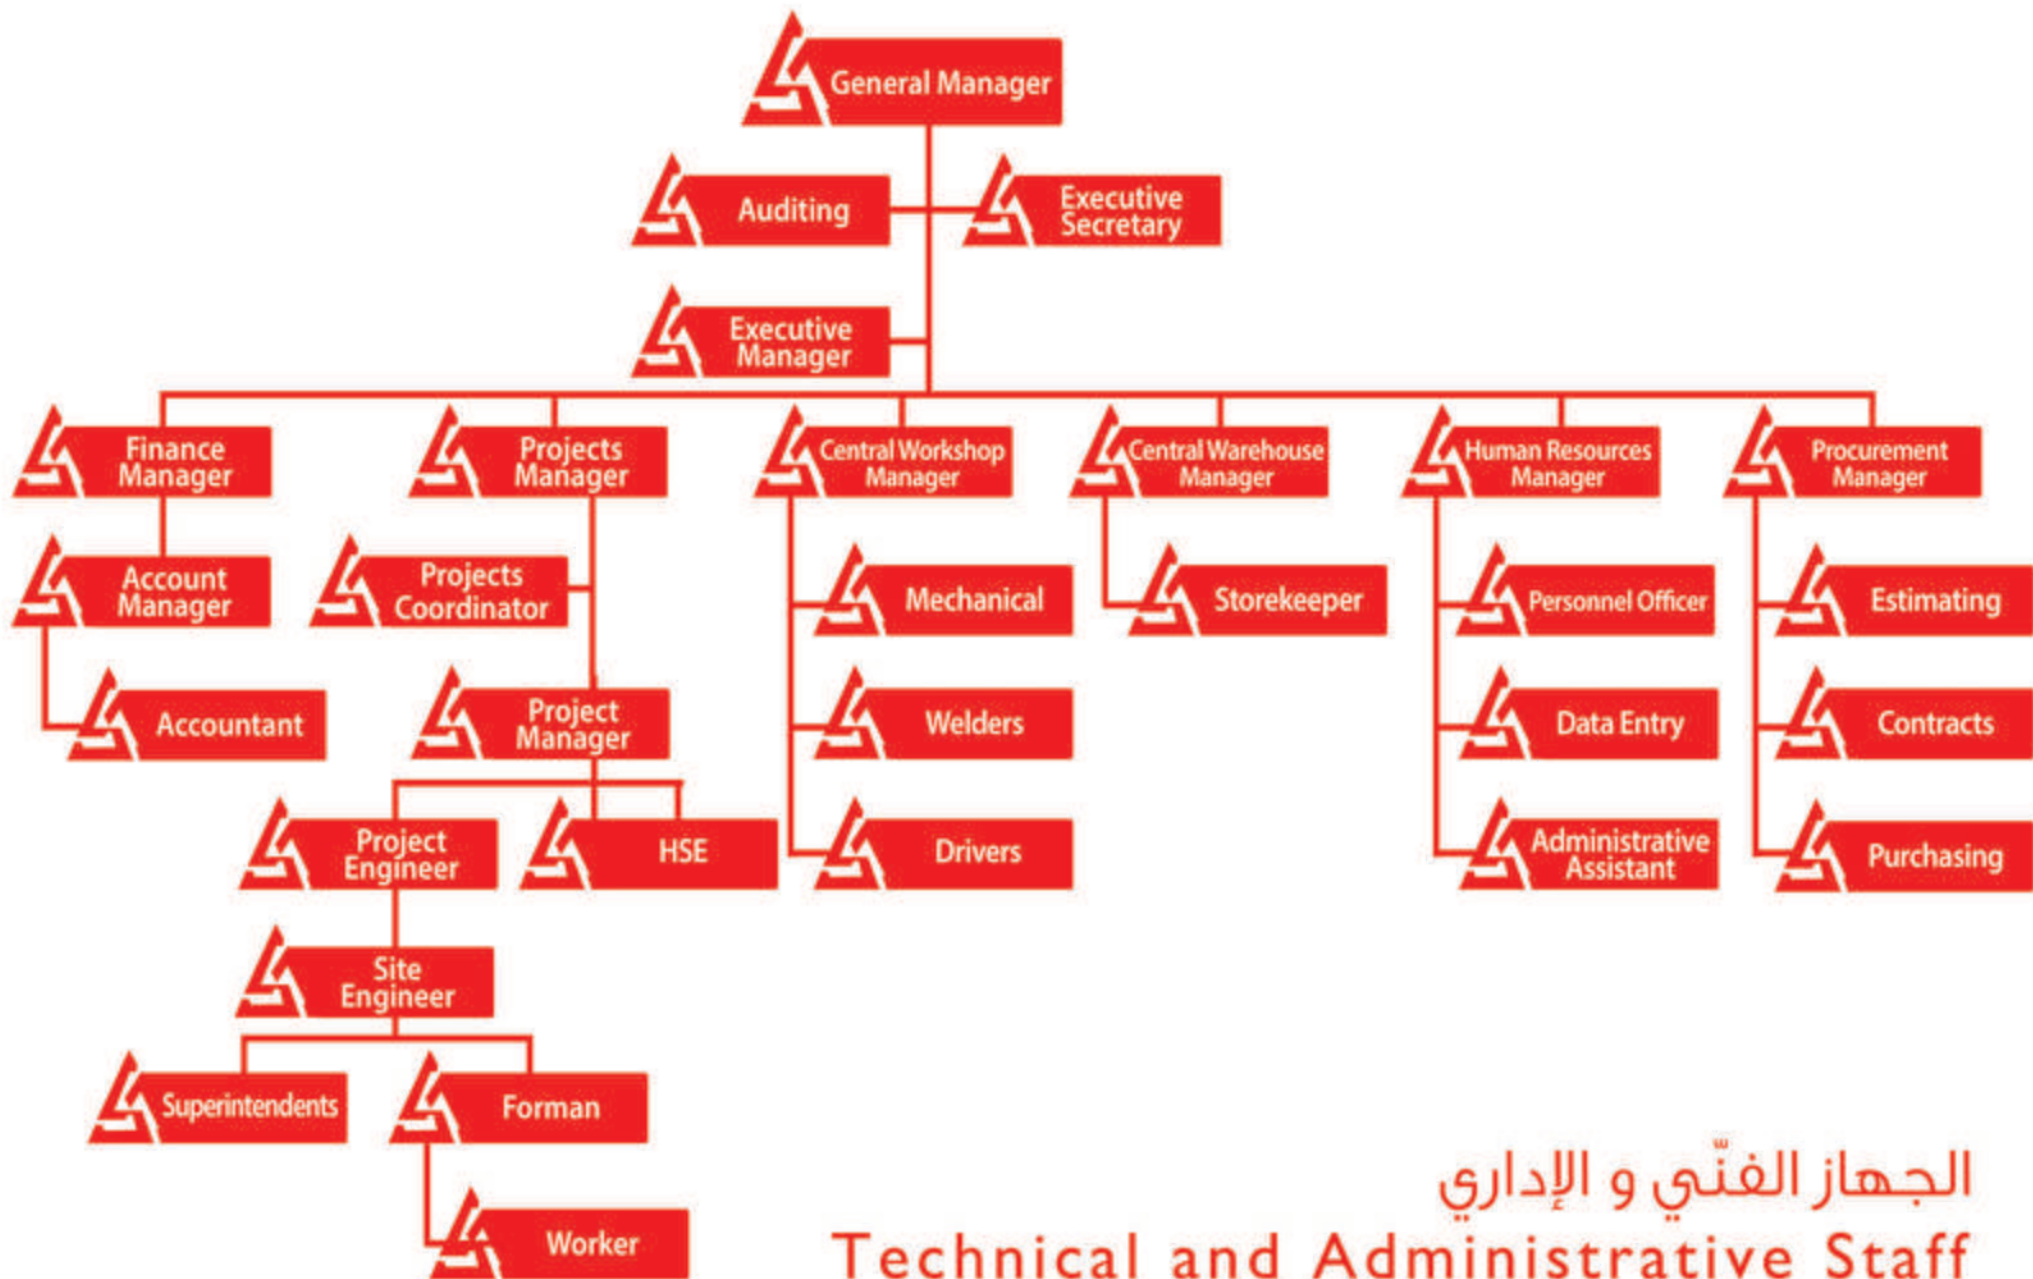 General Manager
Auditing
Executive
Secretary
Executive
Manager
Finance
Manager
Projects
Manager
Central Workshop
Manager
Central Warehouse
Manager
Human Resources
Manager
Procurement
Manager
Account
Manager
Projects
Coordinator
Mechanical
Storekeeper
Personnel Officer
Estimating
Accountant
Project
Manager
Welders
Data Entry
Contracts
Project
Engineer
HSE
Drivers
Administrative
Assistant
Purchasing
Site
Engineer
Superintendents
Forman
Worker
الجهاز الفنّي و الإداري
Technical and Administrative Staff